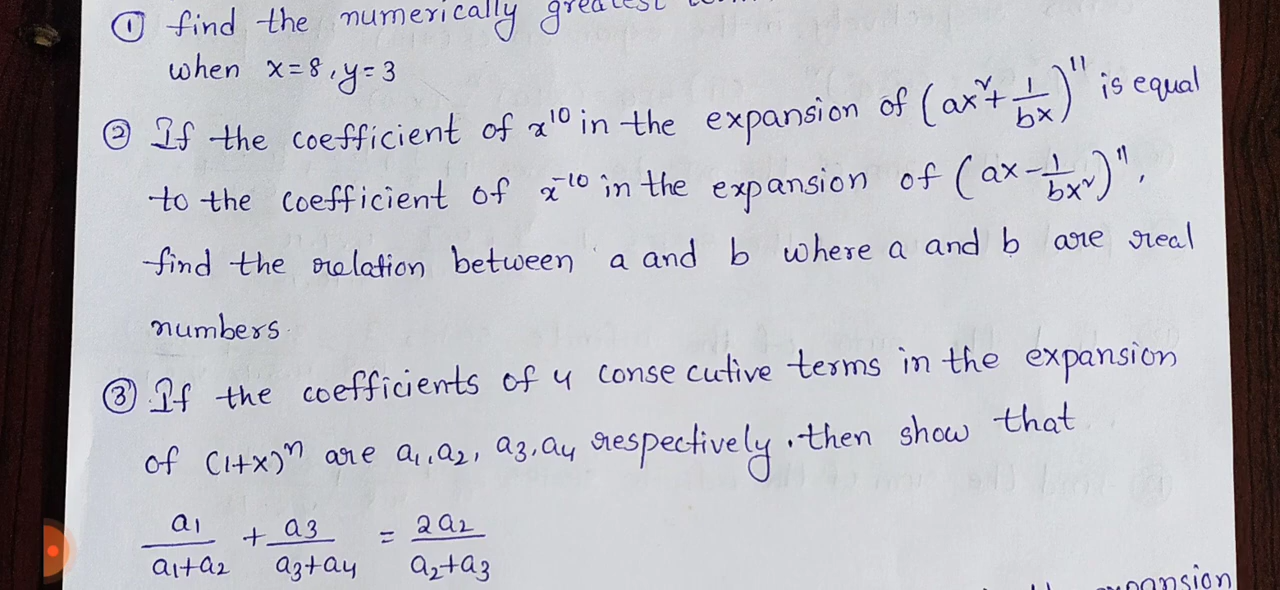 ① find the numerically greatest
when x=8, y=3
② If the coefficient of x¹⁰ in the expansion of (ax² + 1/bx)¹¹ is equal
to the coefficient of x⁻¹⁰ in the expansion of (ax - 1/bx²)¹¹,
find the relation between a and b where a and b are real
numbers.
③ If the coefficients of 4 consecutive terms in the expansion
of (1+x)ⁿ are a₁, a₂, a₃, a₄ respectively. then show that
a₁/(a₁+a₂) + a₃/(a₃+a₄) = 2a₂/(a₂+a₃)
expansion